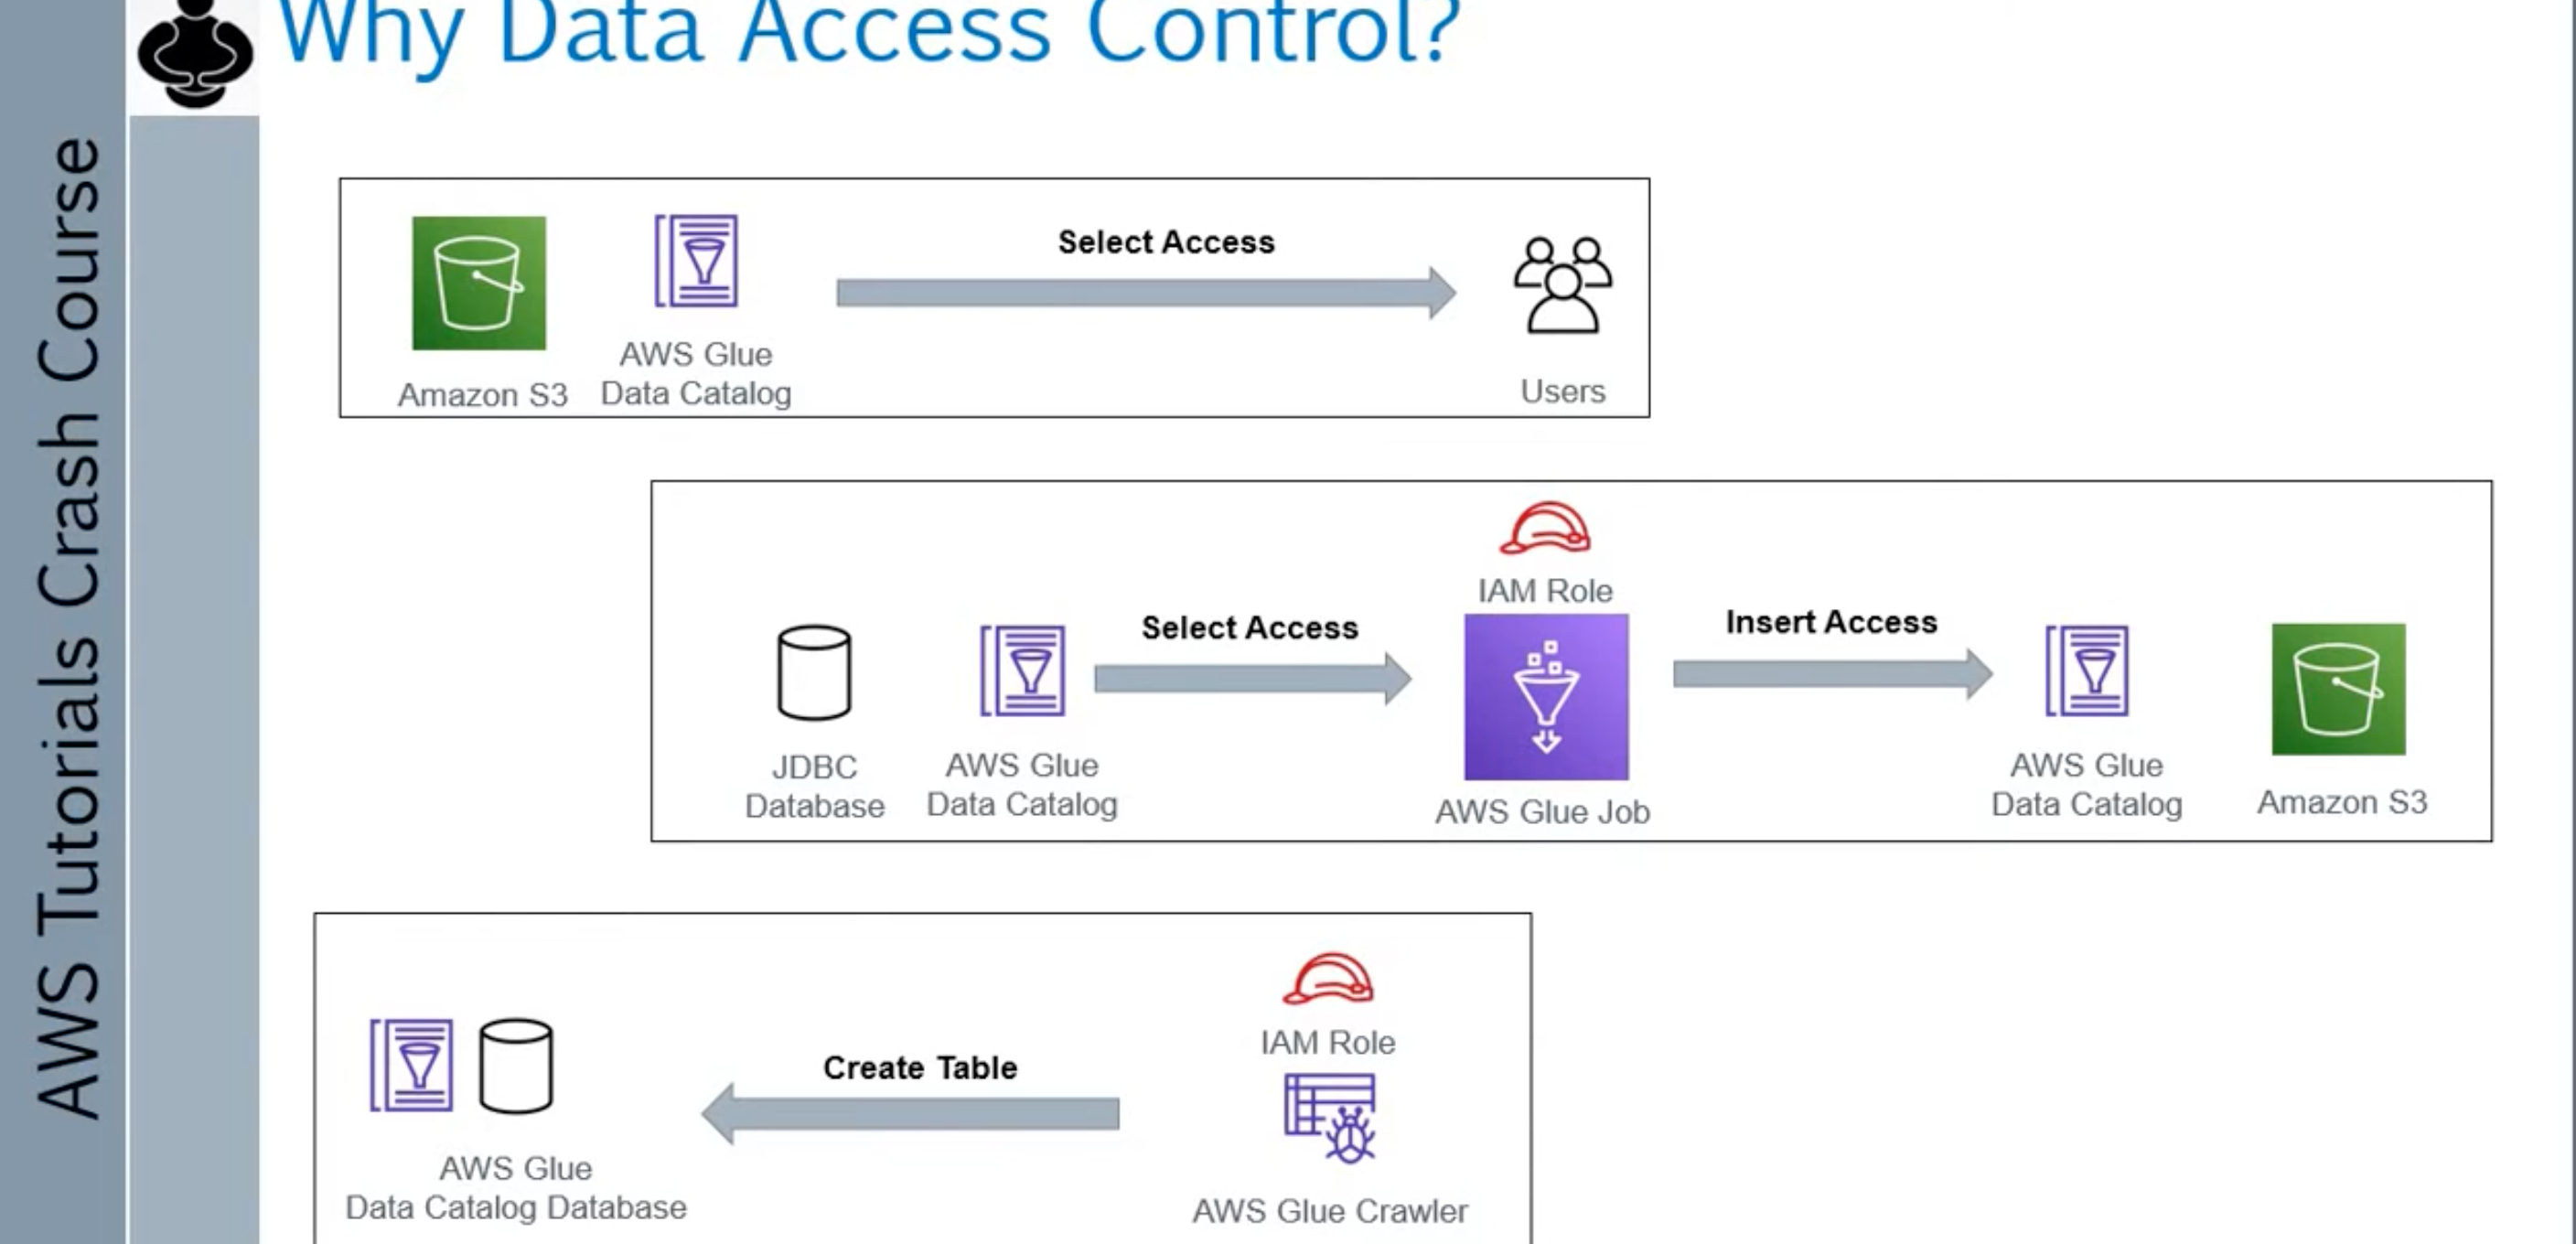 Why Data Access Control?
AWS Tutorials Crash Course
Select Access
Amazon S3
AWS Glue
Data Catalog
Users
IAM Role
Select Access
Insert Access
JDBC
Database
AWS Glue
Data Catalog
AWS Glue Job
AWS Glue
Data Catalog
Amazon S3
IAM Role
Create Table
AWS Glue
Data Catalog Database
AWS Glue Crawler